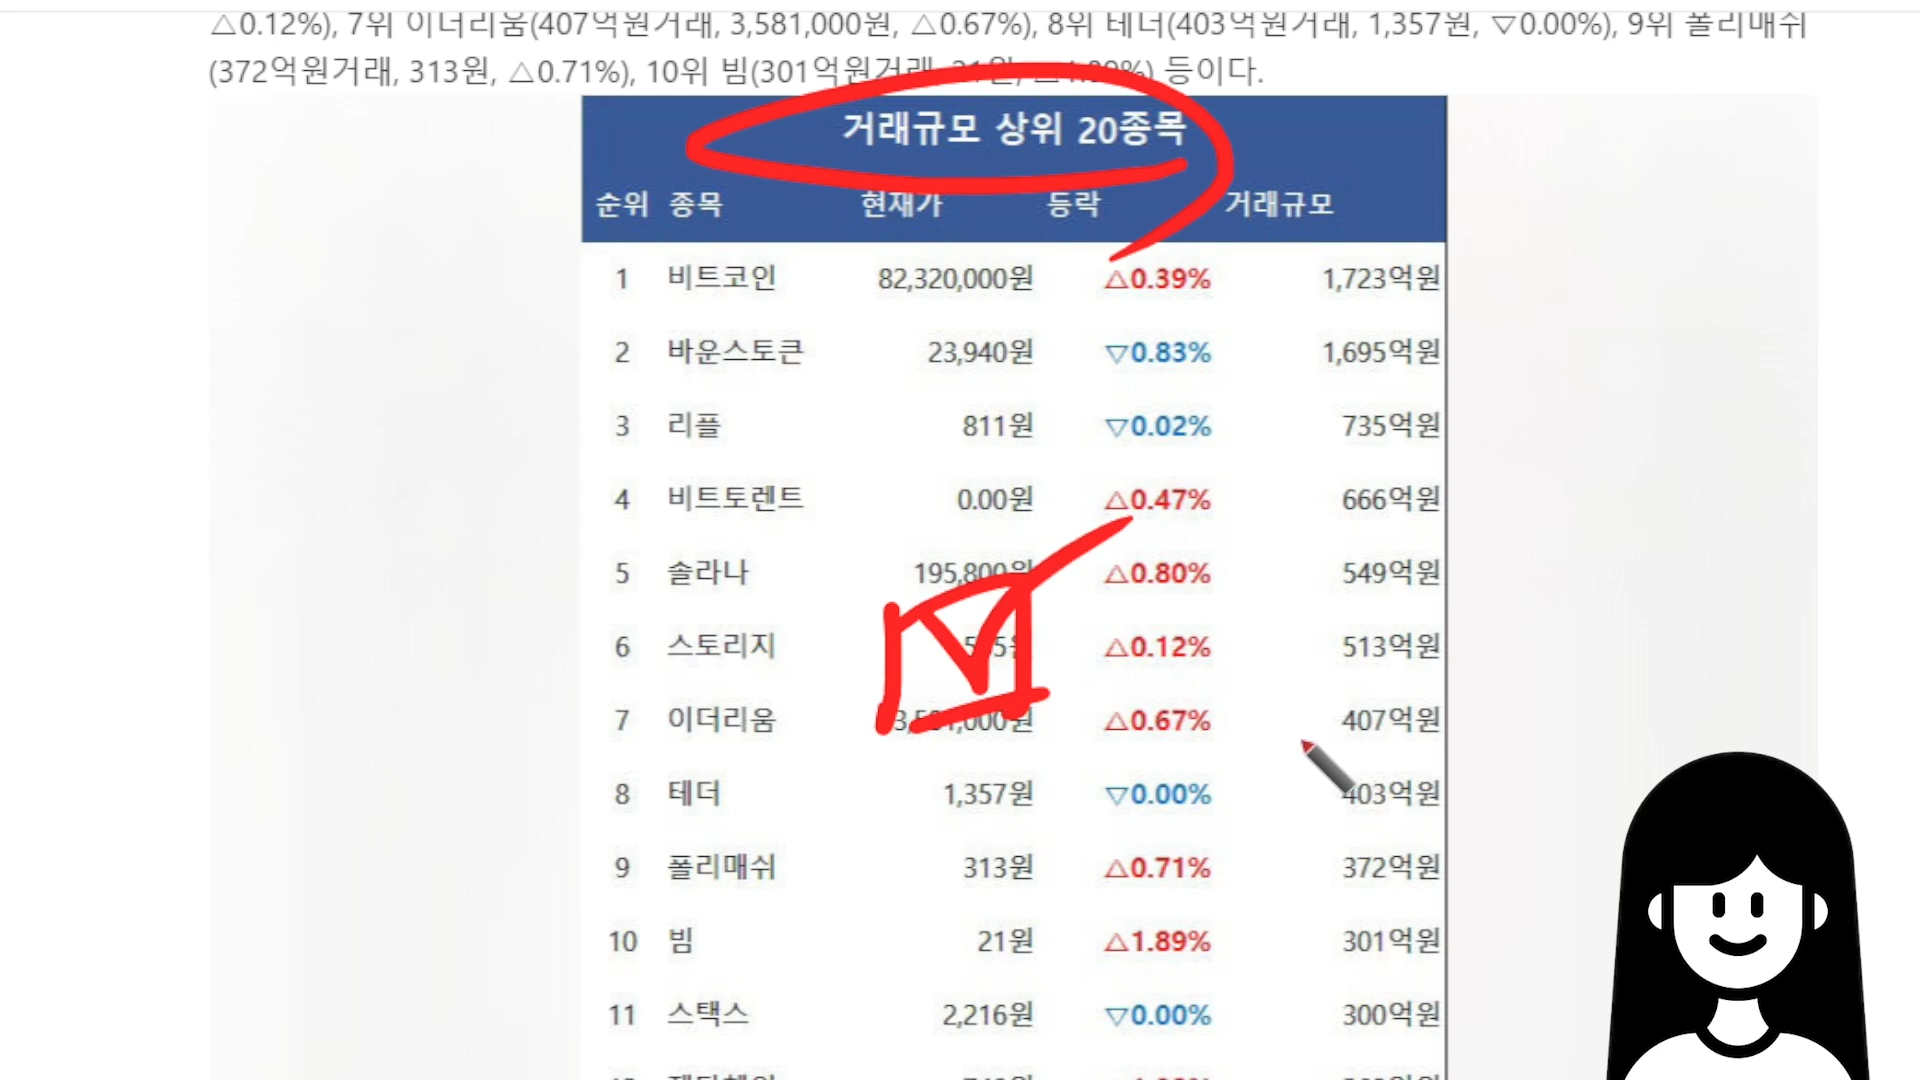 △0.12%), 7위 이더리움(407억원거래, 3,581,000원, △0.67%), 8위 테더(403억원거래, 1,357원, ▽0.00%), 9위 폴리매쉬
(372억원거래, 313원, △0.71%), 10위 빔(301억원거래, 21원, △1.89%) 등이다.
거래규모 상위 20종목
순위 종목 현재가 등락 거래규모
1 비트코인 82,320,000원 △0.39% 1,723억원
2 바운스토큰 23,940원 ▽0.83% 1,695억원
3 리플 811원 ▽0.02% 735억원
4 비트토렌트 0.00원 △0.47% 666억원
5 솔라나 195,800원 △0.80% 549억원
6 스토리지 △0.12% 513억원
7 이더리움 3,581,000원 △0.67% 407억원
8 테더 1,357원 ▽0.00% 403억원
9 폴리매쉬 313원 △0.71% 372억원
10 빔 21원 △1.89% 301억원
11 스택스 2,216원 ▽0.00% 300억원